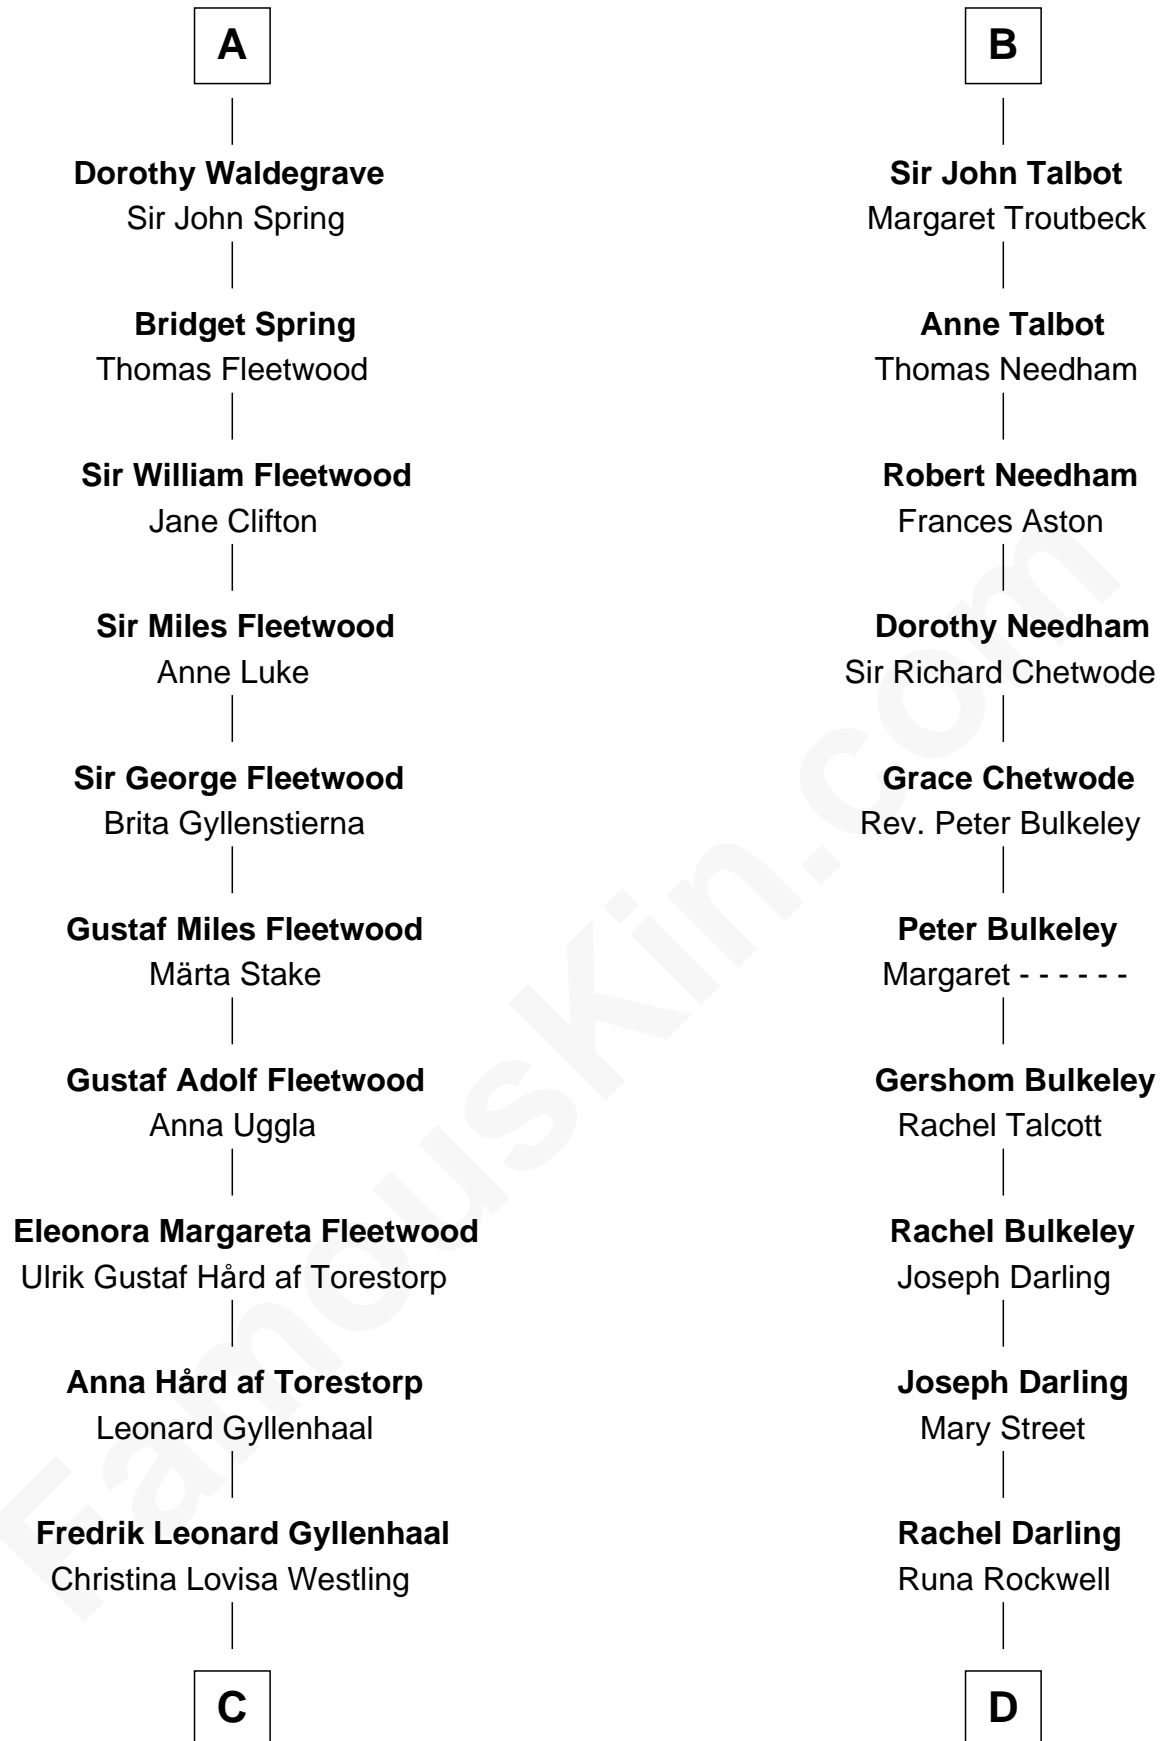 A
Dorothy Waldegrave
Sir John Spring
Bridget Spring
Thomas Fleetwood
Sir William Fleetwood
Jane Clifton
Sir Miles Fleetwood
Anne Luke
Sir George Fleetwood
Brita Gyllenstierna
Gustaf Miles Fleetwood
Märta Stake
Gustaf Adolf Fleetwood
Anna Uggla
Eleonora Margareta Fleetwood
Ulrik Gustaf Hård af Torestorp
Anna Hård af Torestorp
Leonard Gyllenhaal
Fredrik Leonard Gyllenhaal
Christina Lovisa Westling
C
B
Sir John Talbot
Margaret Troutbeck
Anne Talbot
Thomas Needham
Robert Needham
Frances Aston
Dorothy Needham
Sir Richard Chetwode
Grace Chetwode
Rev. Peter Bulkeley
Peter Bulkeley
Margaret - - - - - -
Gershom Bulkeley
Rachel Talcott
Rachel Bulkeley
Joseph Darling
Joseph Darling
Mary Street
Rachel Darling
Runa Rockwell
D
FamousKin.com